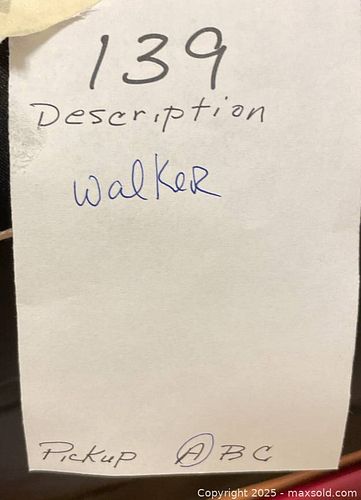 139
Description
Walker
Pickup A B C
Copyright 2025 - maxsold.com